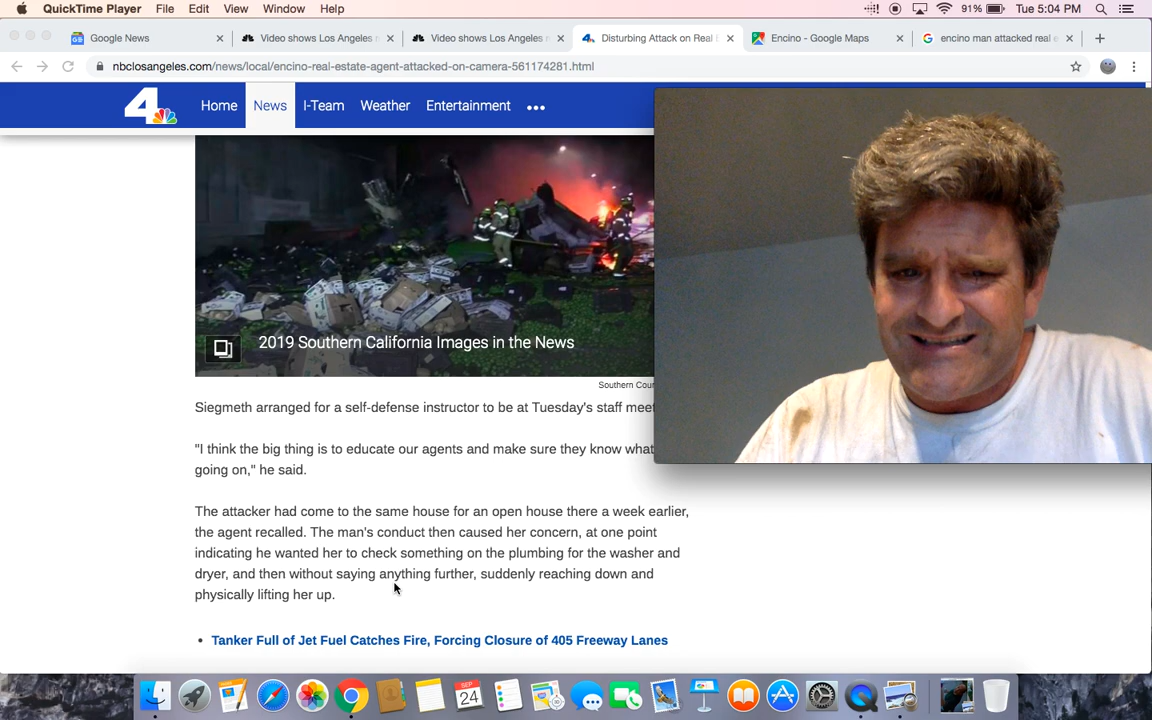 QuickTime Player File Edit View Window Help 91% Tue 5:04 PM
Google News Video shows Los Angeles n Video shows Los Angeles n Disturbing Attack on Real E Encino - Google Maps encino man attacked real e
nbclosangeles.com/news/local/encino-real-estate-agent-attacked-on-camera-561174281.html
4 Home News I-Team Weather Entertainment •••
2019 Southern California Images in the News
Southern Coun
Siegmeth arranged for a self-defense instructor to be at Tuesday's staff meet
"I think the big thing is to educate our agents and make sure they know what
going on," he said.
The attacker had come to the same house for an open house there a week earlier,
the agent recalled. The man's conduct then caused her concern, at one point
indicating he wanted her to check something on the plumbing for the washer and
dryer, and then without saying anything further, suddenly reaching down and
physically lifting her up.
• Tanker Full of Jet Fuel Catches Fire, Forcing Closure of 405 Freeway Lanes
SEP
24